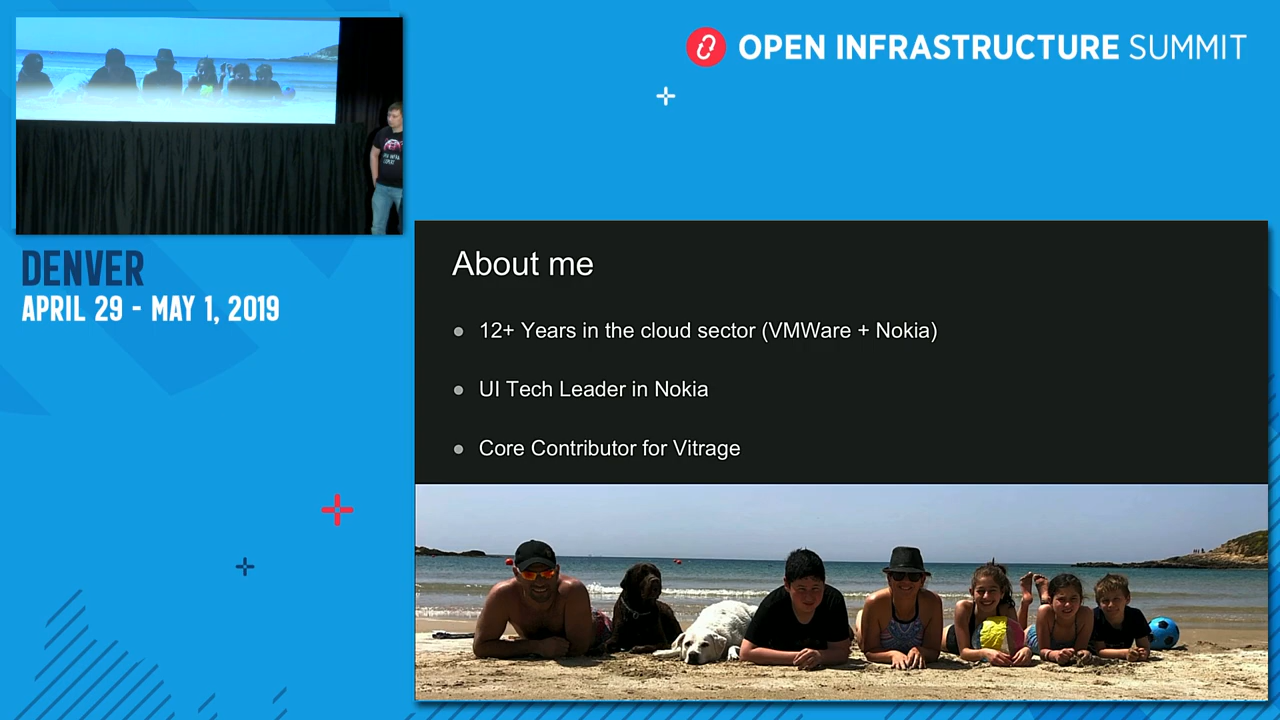 OPEN INFRASTRUCTURE SUMMIT
DENVER
APRIL 29 - MAY 1, 2019
About me
12+ Years in the cloud sector (VMWare + Nokia)
UI Tech Leader in Nokia
Core Contributor for Vitrage